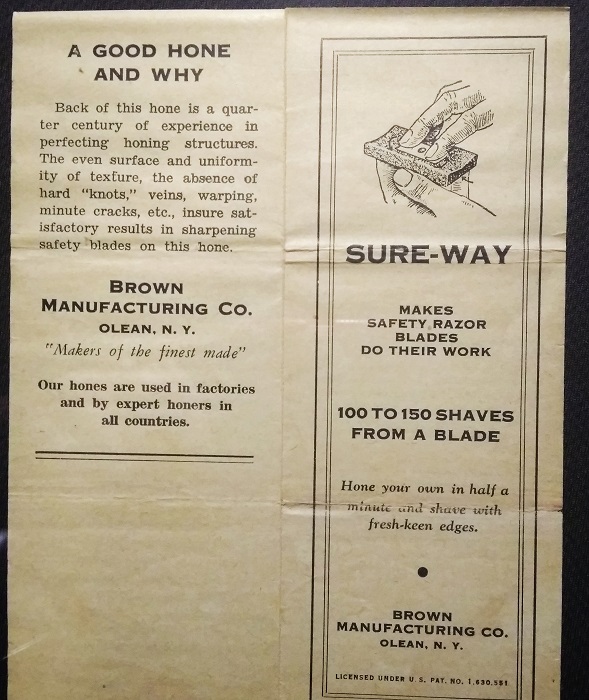 A GOOD HONE
AND WHY
Back of this hone is a quar-
ter century of experience in
perfecting honing structures.
The even surface and uniform-
ity of texture, the absence of
hard "knots," veins, warping,
minute cracks, etc., insure sat-
isfactory results in sharpening
safety blades on this hone.
BROWN
MANUFACTURING CO.
OLEAN, N. Y.
"Makers of the finest made"
Our hones are used in factories
and by expert honers in
all countries.
SURE-WAY
MAKES
SAFETY RAZOR
BLADES
DO THEIR WORK
100 TO 150 SHAVES
FROM A BLADE
Hone your own in half a
minute and shave with
fresh-keen edges.
BROWN
MANUFACTURING CO.
OLEAN, N. Y.
LICENSED UNDER U. S. PAT. NO. 1,630,551